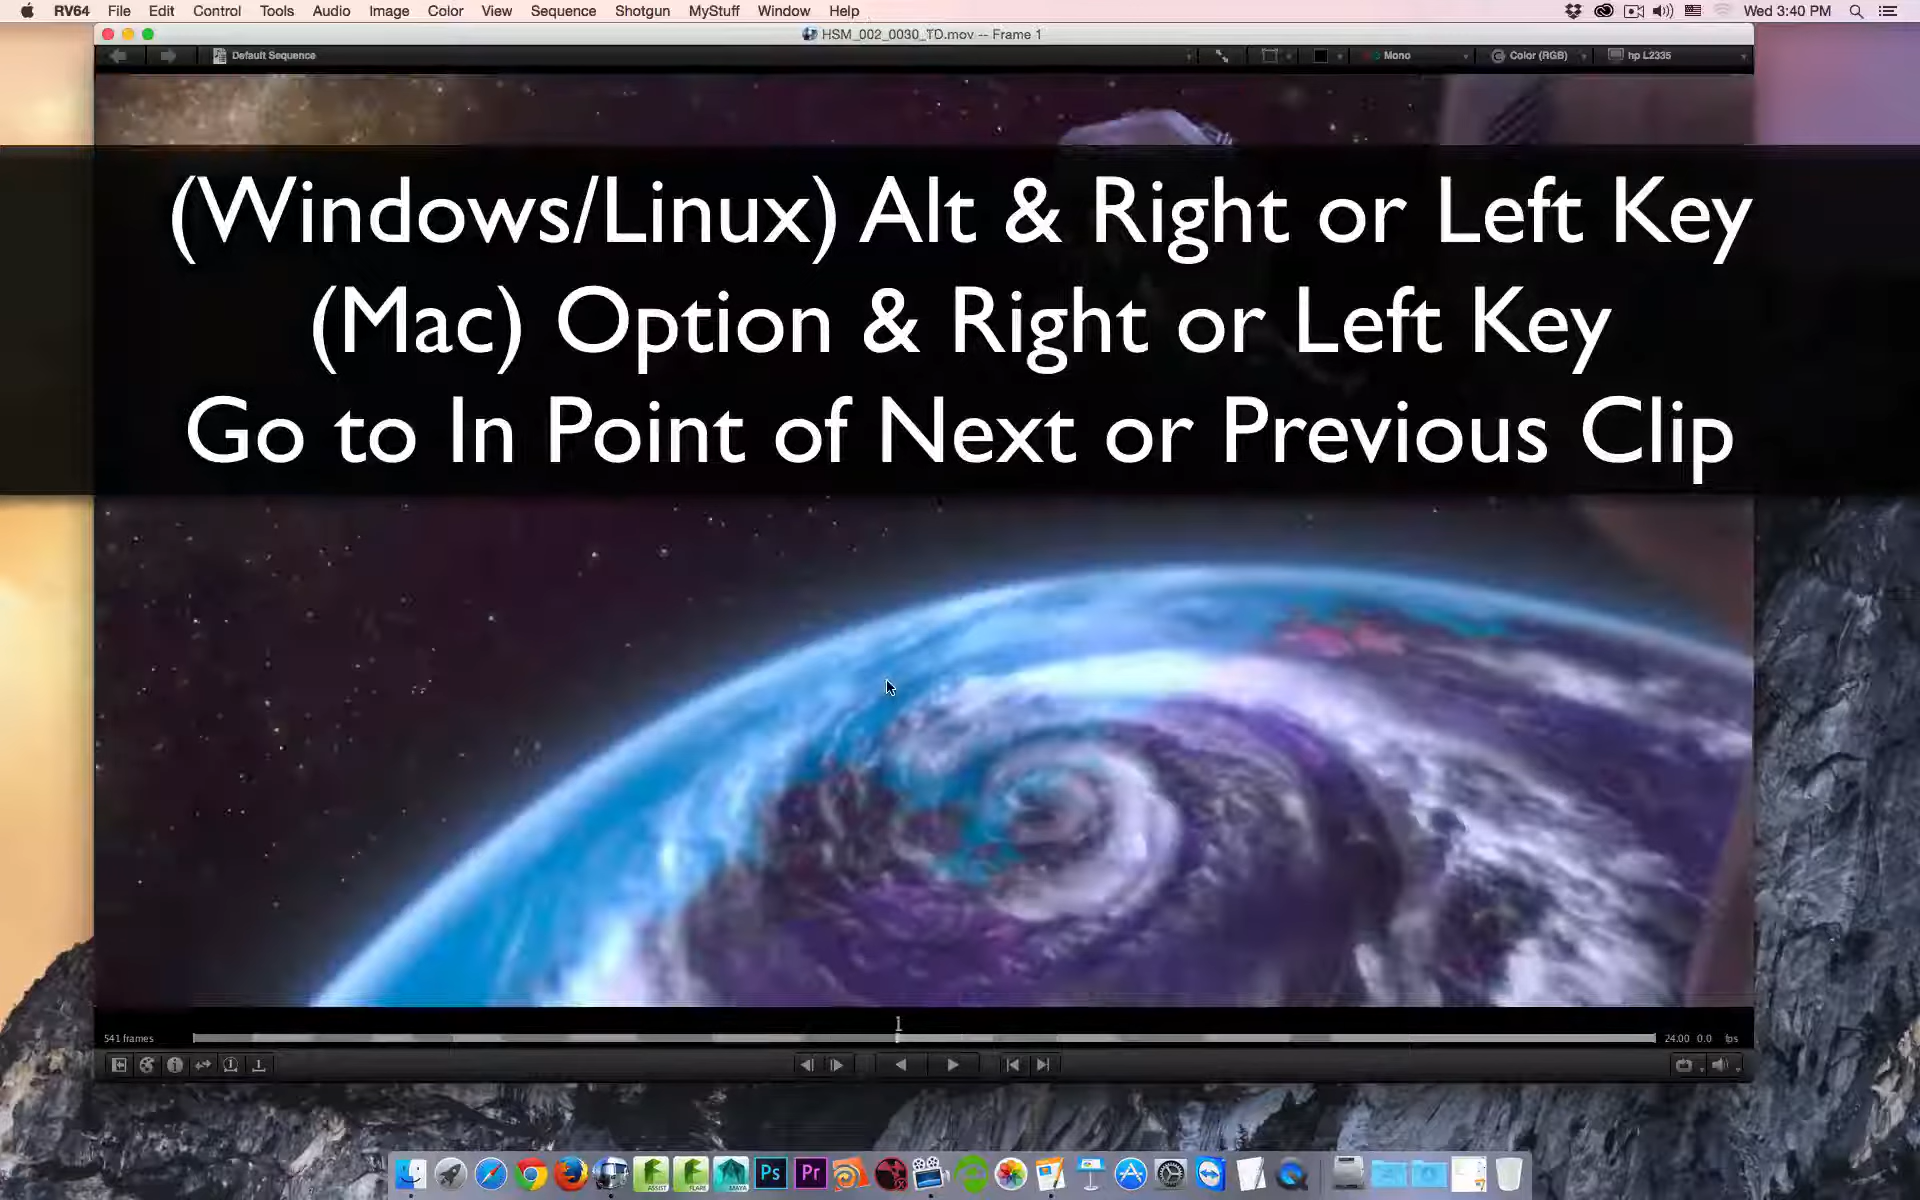 RV64 File Edit Control Tools Audio Image Color View Sequence Shotgun MyStuff Window Help Wed 3:40 PM
HSM_002_0030_TD.mov -- Frame 1
Default Sequence Mono Color (RGB) hp L2335
(Windows/Linux) Alt & Right or Left Key
(Mac) Option & Right or Left Key
Go to In Point of Next or Previous Clip
1
541 frames 24.00 0.0 fps
ASSIST FLARE MAYA Ps Pr